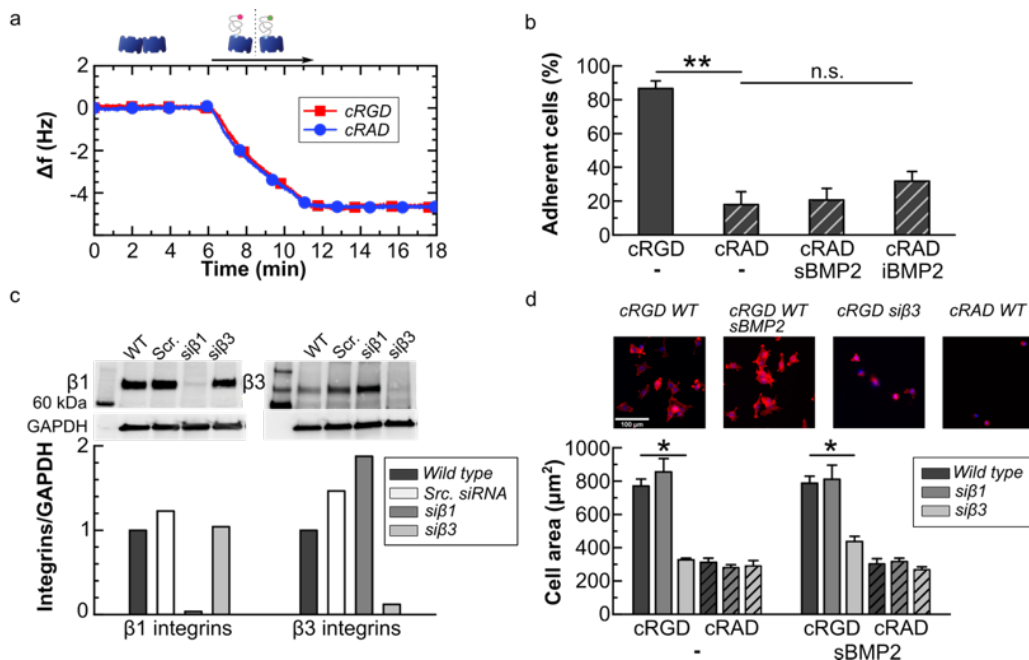 a
Δf (Hz)
0
-2
-4
cRGD
cRAD
0 2 4 6 8 10 12 14 16 18
Time (min)
b
Adherent cells (%)
100
80
60
40
20
0
**
n.s.
cRGD cRAD cRAD cRAD
- - sBMP2 iBMP2
c
WT Scr. siβ1 siβ3
β1
60 kDa
GAPDH
WT Scr. siβ1 siβ3
β3
Integrins/GAPDH
2
1
0
Wild type
Src. siRNA
siβ1
siβ3
β1 integrins β3 integrins
d
cRGD WT
cRGD WT
sBMP2
cRGD siβ3
cRAD WT
100 μm
Cell area (μm²)
1000
800
600
400
200
0
*
*
Wild type
siβ1
siβ3
cRGD cRAD cRGD cRAD
- sBMP2